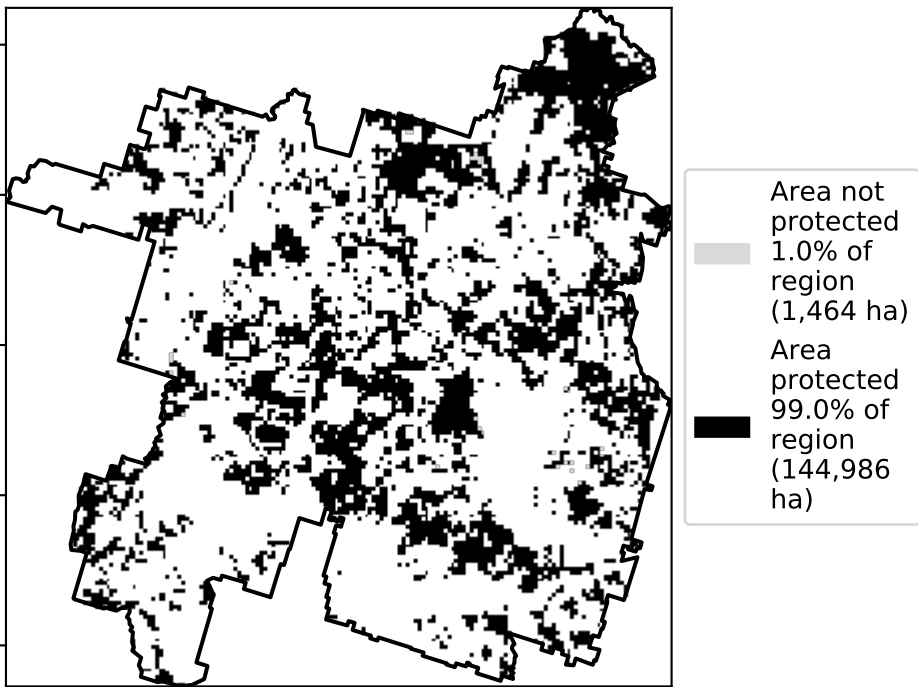 Area not
protected
1.0% of
region
(1,464 ha)
Area
protected
99.0% of
region
(144,986
ha)